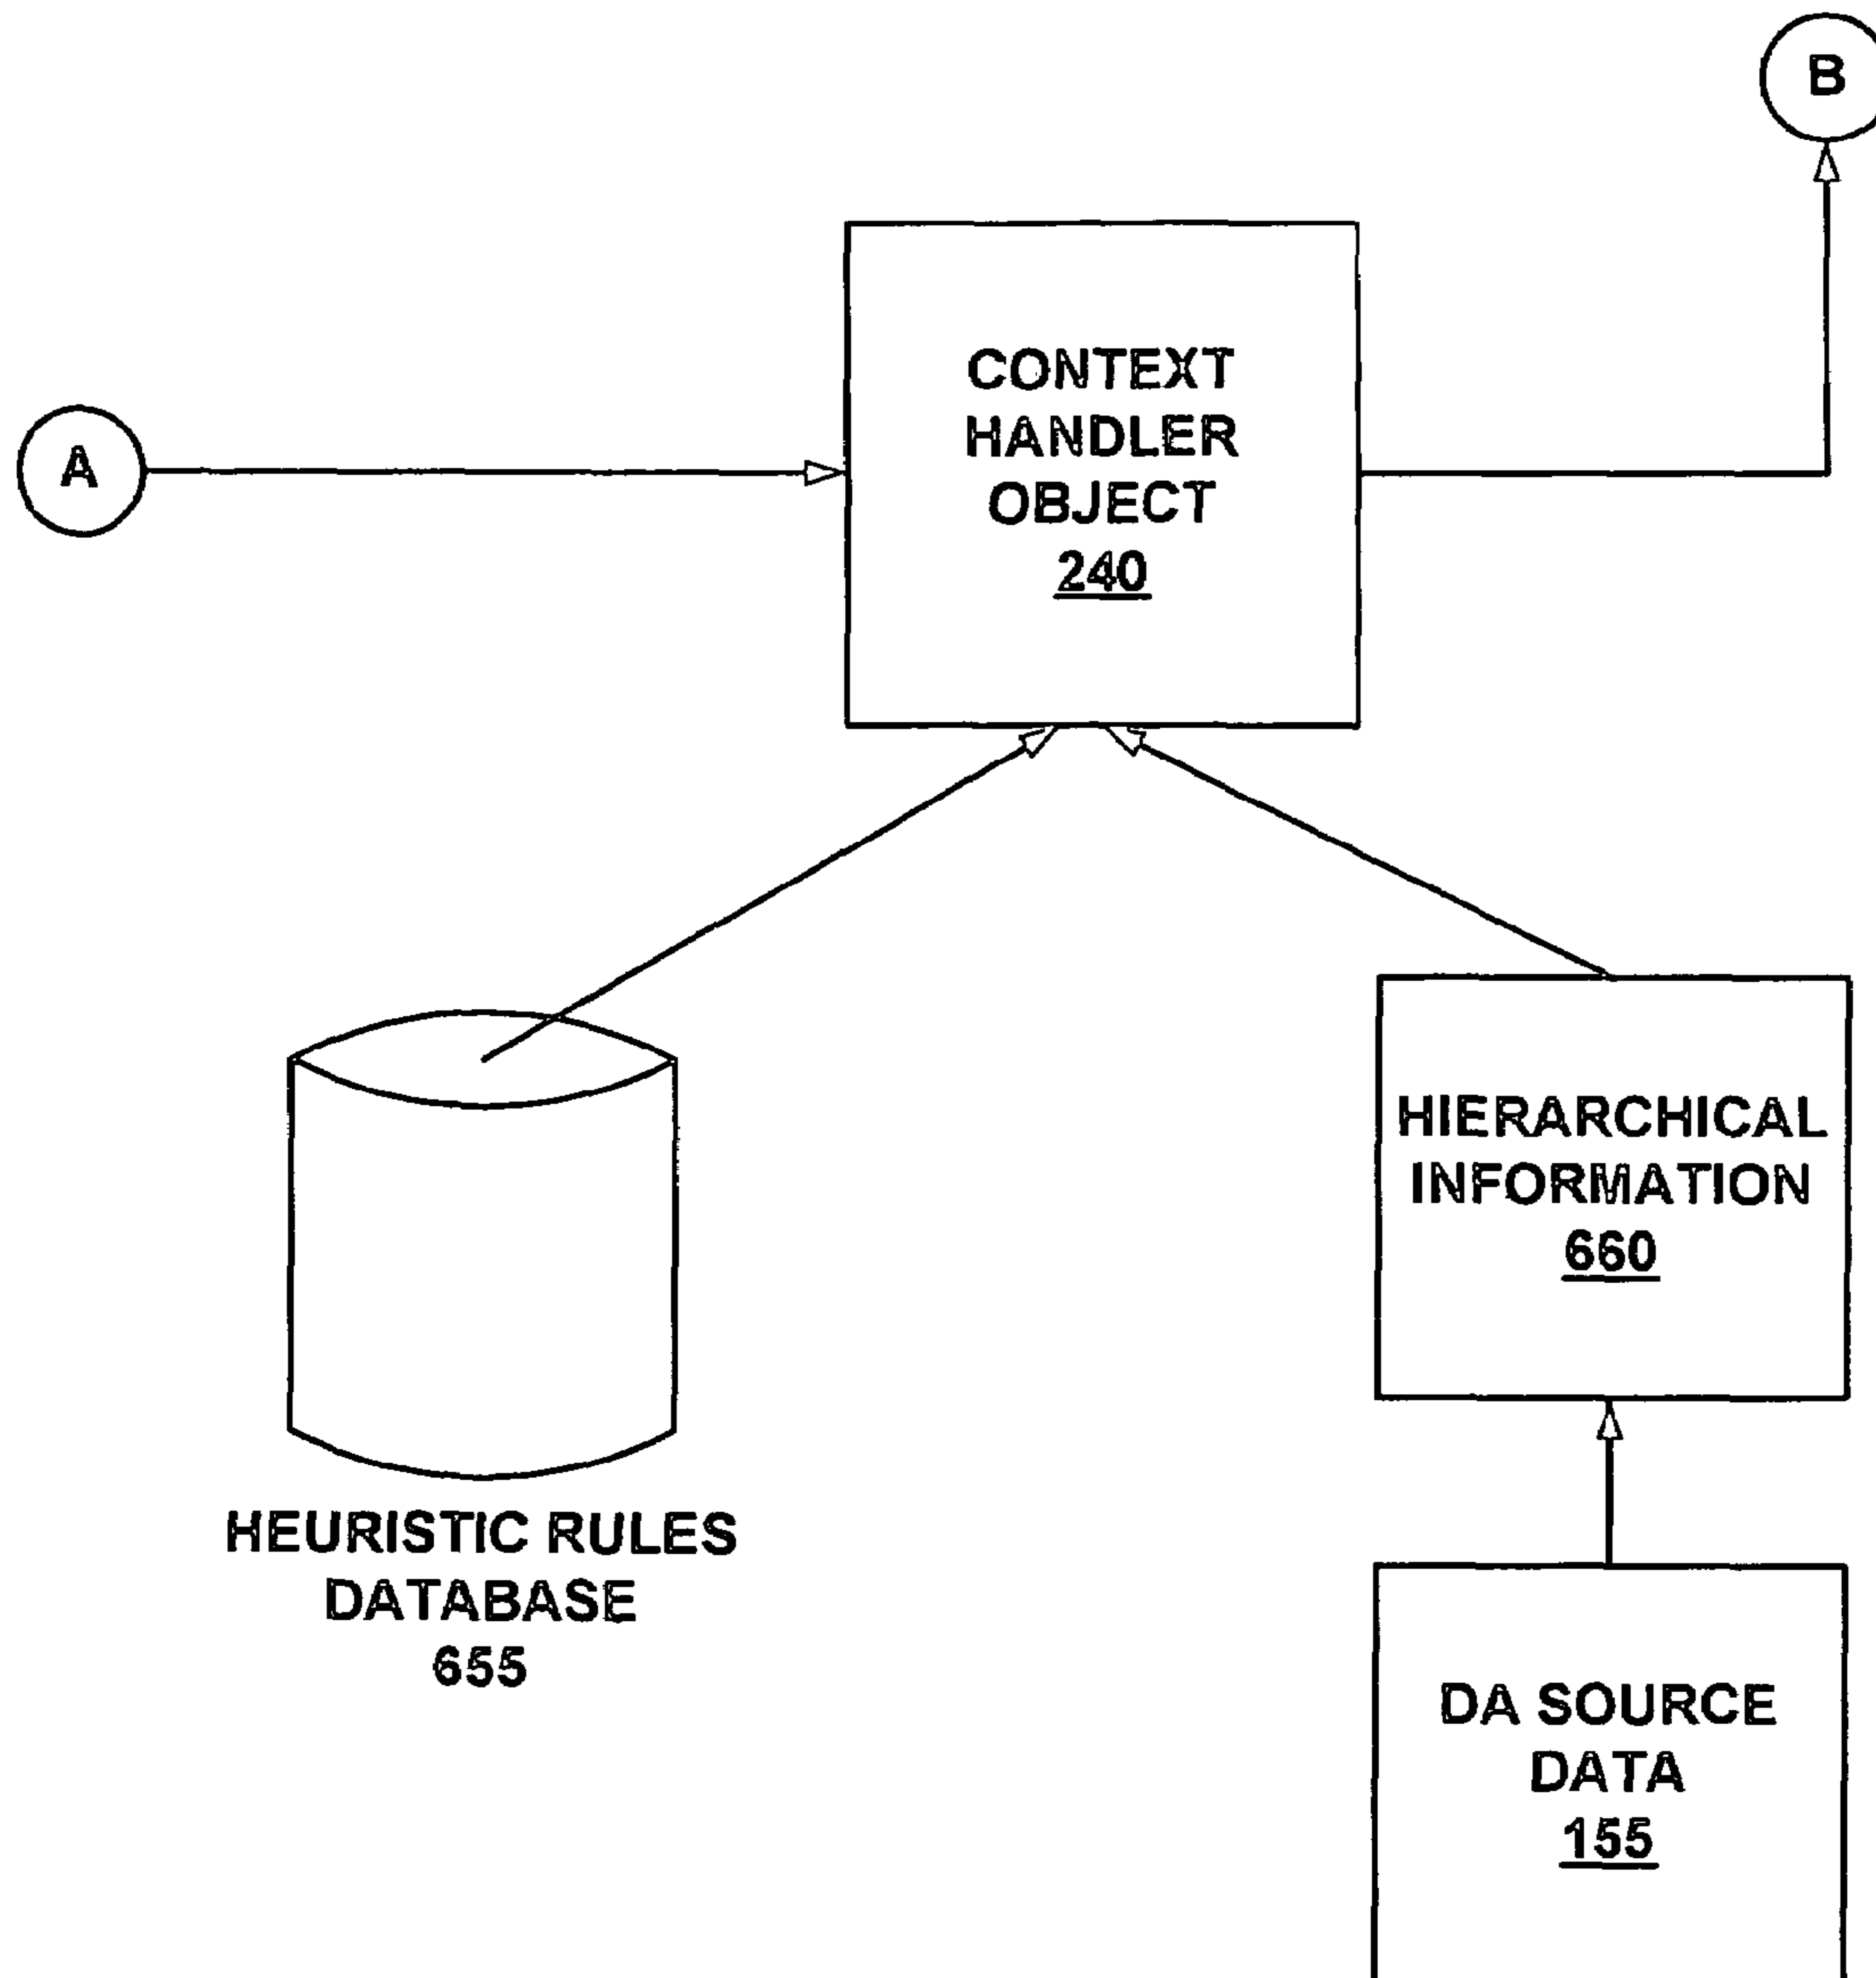 B
A
CONTEXT
HANDLER
OBJECT
240
HIERARCHICAL
INFORMATION
660
HEURISTIC RULES
DATABASE
655
DA SOURCE
DATA
155